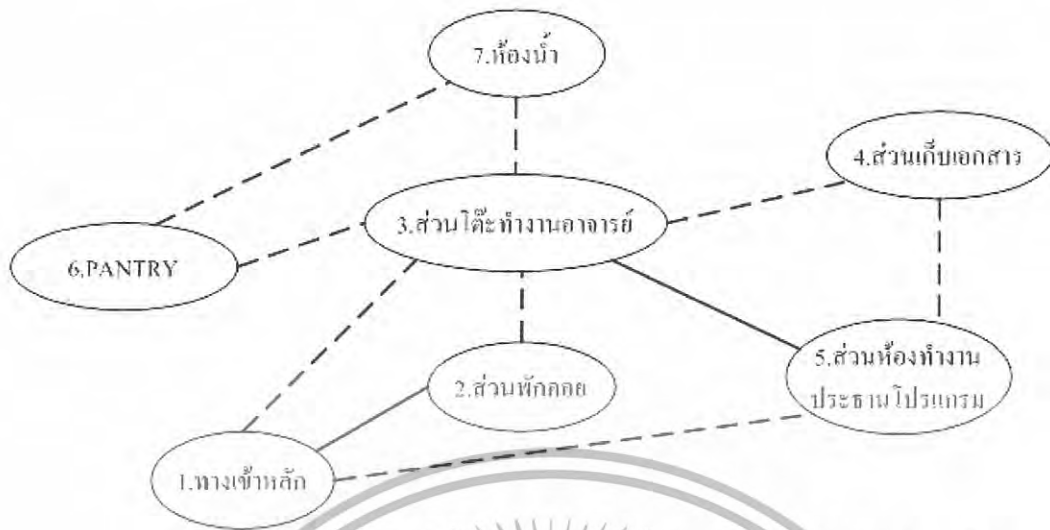 7.ห้องน้ำ
4.ส่วนเก็บเอกสาร
3.ส่วนโต๊ะทำงานอาจารย์
6.PANTRY
5.ส่วนห้องทำงาน
ประธานโปรแกรม
2.ส่วนพักคอย
1.ทางเข้าหลัก